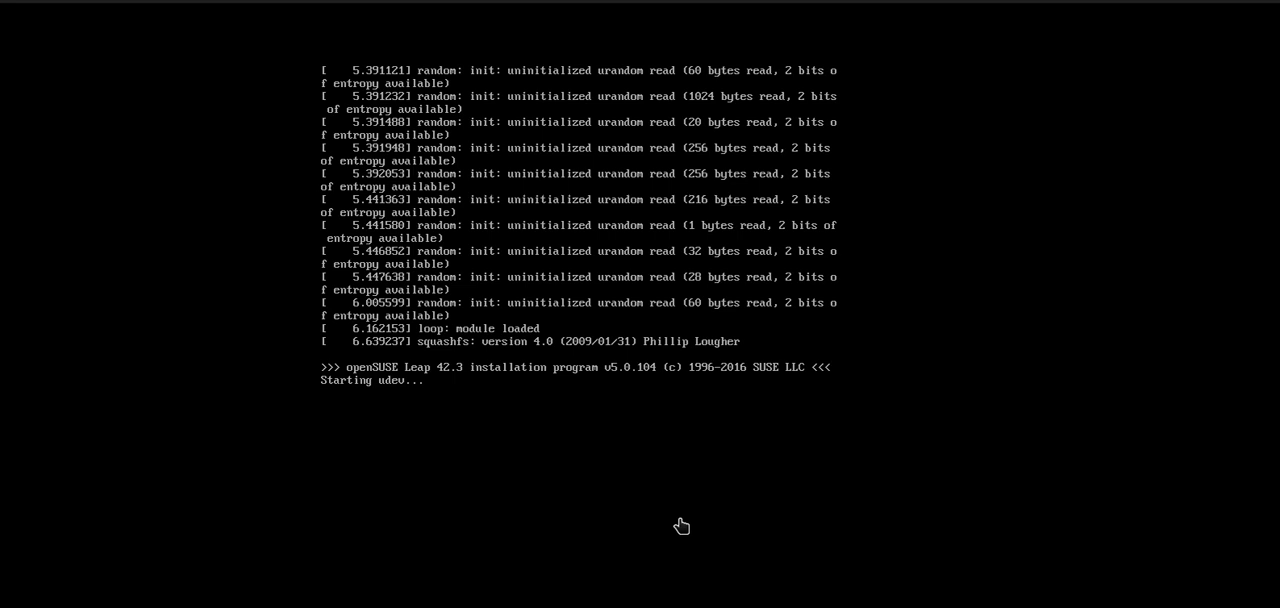 [    5.391121] random: init: uninitialized urandom read (60 bytes read, 2 bits o
f entropy available)
[    5.391232] random: init: uninitialized urandom read (1024 bytes read, 2 bits
 of entropy available)
[    5.391488] random: init: uninitialized urandom read (20 bytes read, 2 bits o
f entropy available)
[    5.391948] random: init: uninitialized urandom read (256 bytes read, 2 bits
of entropy available)
[    5.392053] random: init: uninitialized urandom read (256 bytes read, 2 bits
of entropy available)
[    5.441363] random: init: uninitialized urandom read (216 bytes read, 2 bits
of entropy available)
[    5.441580] random: init: uninitialized urandom read (1 bytes read, 2 bits of
 entropy available)
[    5.446852] random: init: uninitialized urandom read (32 bytes read, 2 bits o
f entropy available)
[    5.447638] random: init: uninitialized urandom read (28 bytes read, 2 bits o
f entropy available)
[    6.005599] random: init: uninitialized urandom read (60 bytes read, 2 bits o
f entropy available)
[    6.162153] loop: module loaded
[    6.639237] squashfs: version 4.0 (2009/01/31) Phillip Lougher
>>> openSUSE Leap 42.3 installation program v5.0.104 (c) 1996-2016 SUSE LLC <<<
Starting udev...